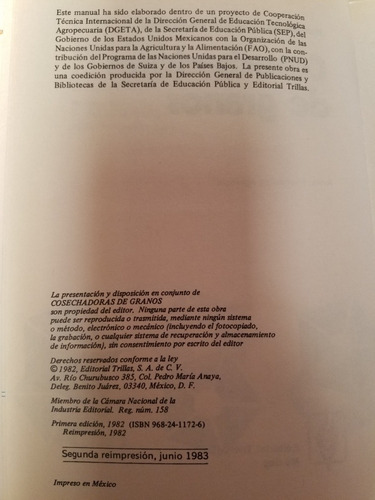 Este manual ha sido elaborado dentro de un proyecto de Cooperación
Técnica Internacional de la Dirección General de Educación Tecnológica
Agropecuaria (DGETA), de la Secretaría de Educación Pública (SEP), del
Gobierno de los Estados Unidos Mexicanos con la Organización de las
Naciones Unidas para la Agricultura y la Alimentación (FAO), con la con-
tribución del Programa de las Naciones Unidas para el Desarrollo (PNUD)
y de los Gobiernos de Suiza y de los Países Bajos. La presente obra es
una coedición producida por la Dirección General de Publicaciones y
Bibliotecas de la Secretaría de Educación Pública y Editorial Trillas.
La presentación y disposición en conjunto de
COSECHADORAS DE GRANOS
son propiedad del editor. Ninguna parte de esta obra
puede ser reproducida o trasmitida, mediante ningún sistema
o método, electrónico o mecánico (incluyendo el fotocopiado,
la grabación, o cualquier sistema de recuperación y almacenamiento
de información), sin consentimiento por escrito del editor
Derechos reservados conforme a la ley
© 1982, Editorial Trillas, S. A. de C. V.
Av. Río Churubusco 385, Col. Pedro María Anaya,
Deleg. Benito Juárez, 03340, México, D. F.
Miembro de la Cámara Nacional de la
Industria Editorial. Reg. núm. 158
Primera edición, 1982 (ISBN 968-24-1172-6)
Reimpresión, 1982
Segunda reimpresión, junio 1983
Impreso en México